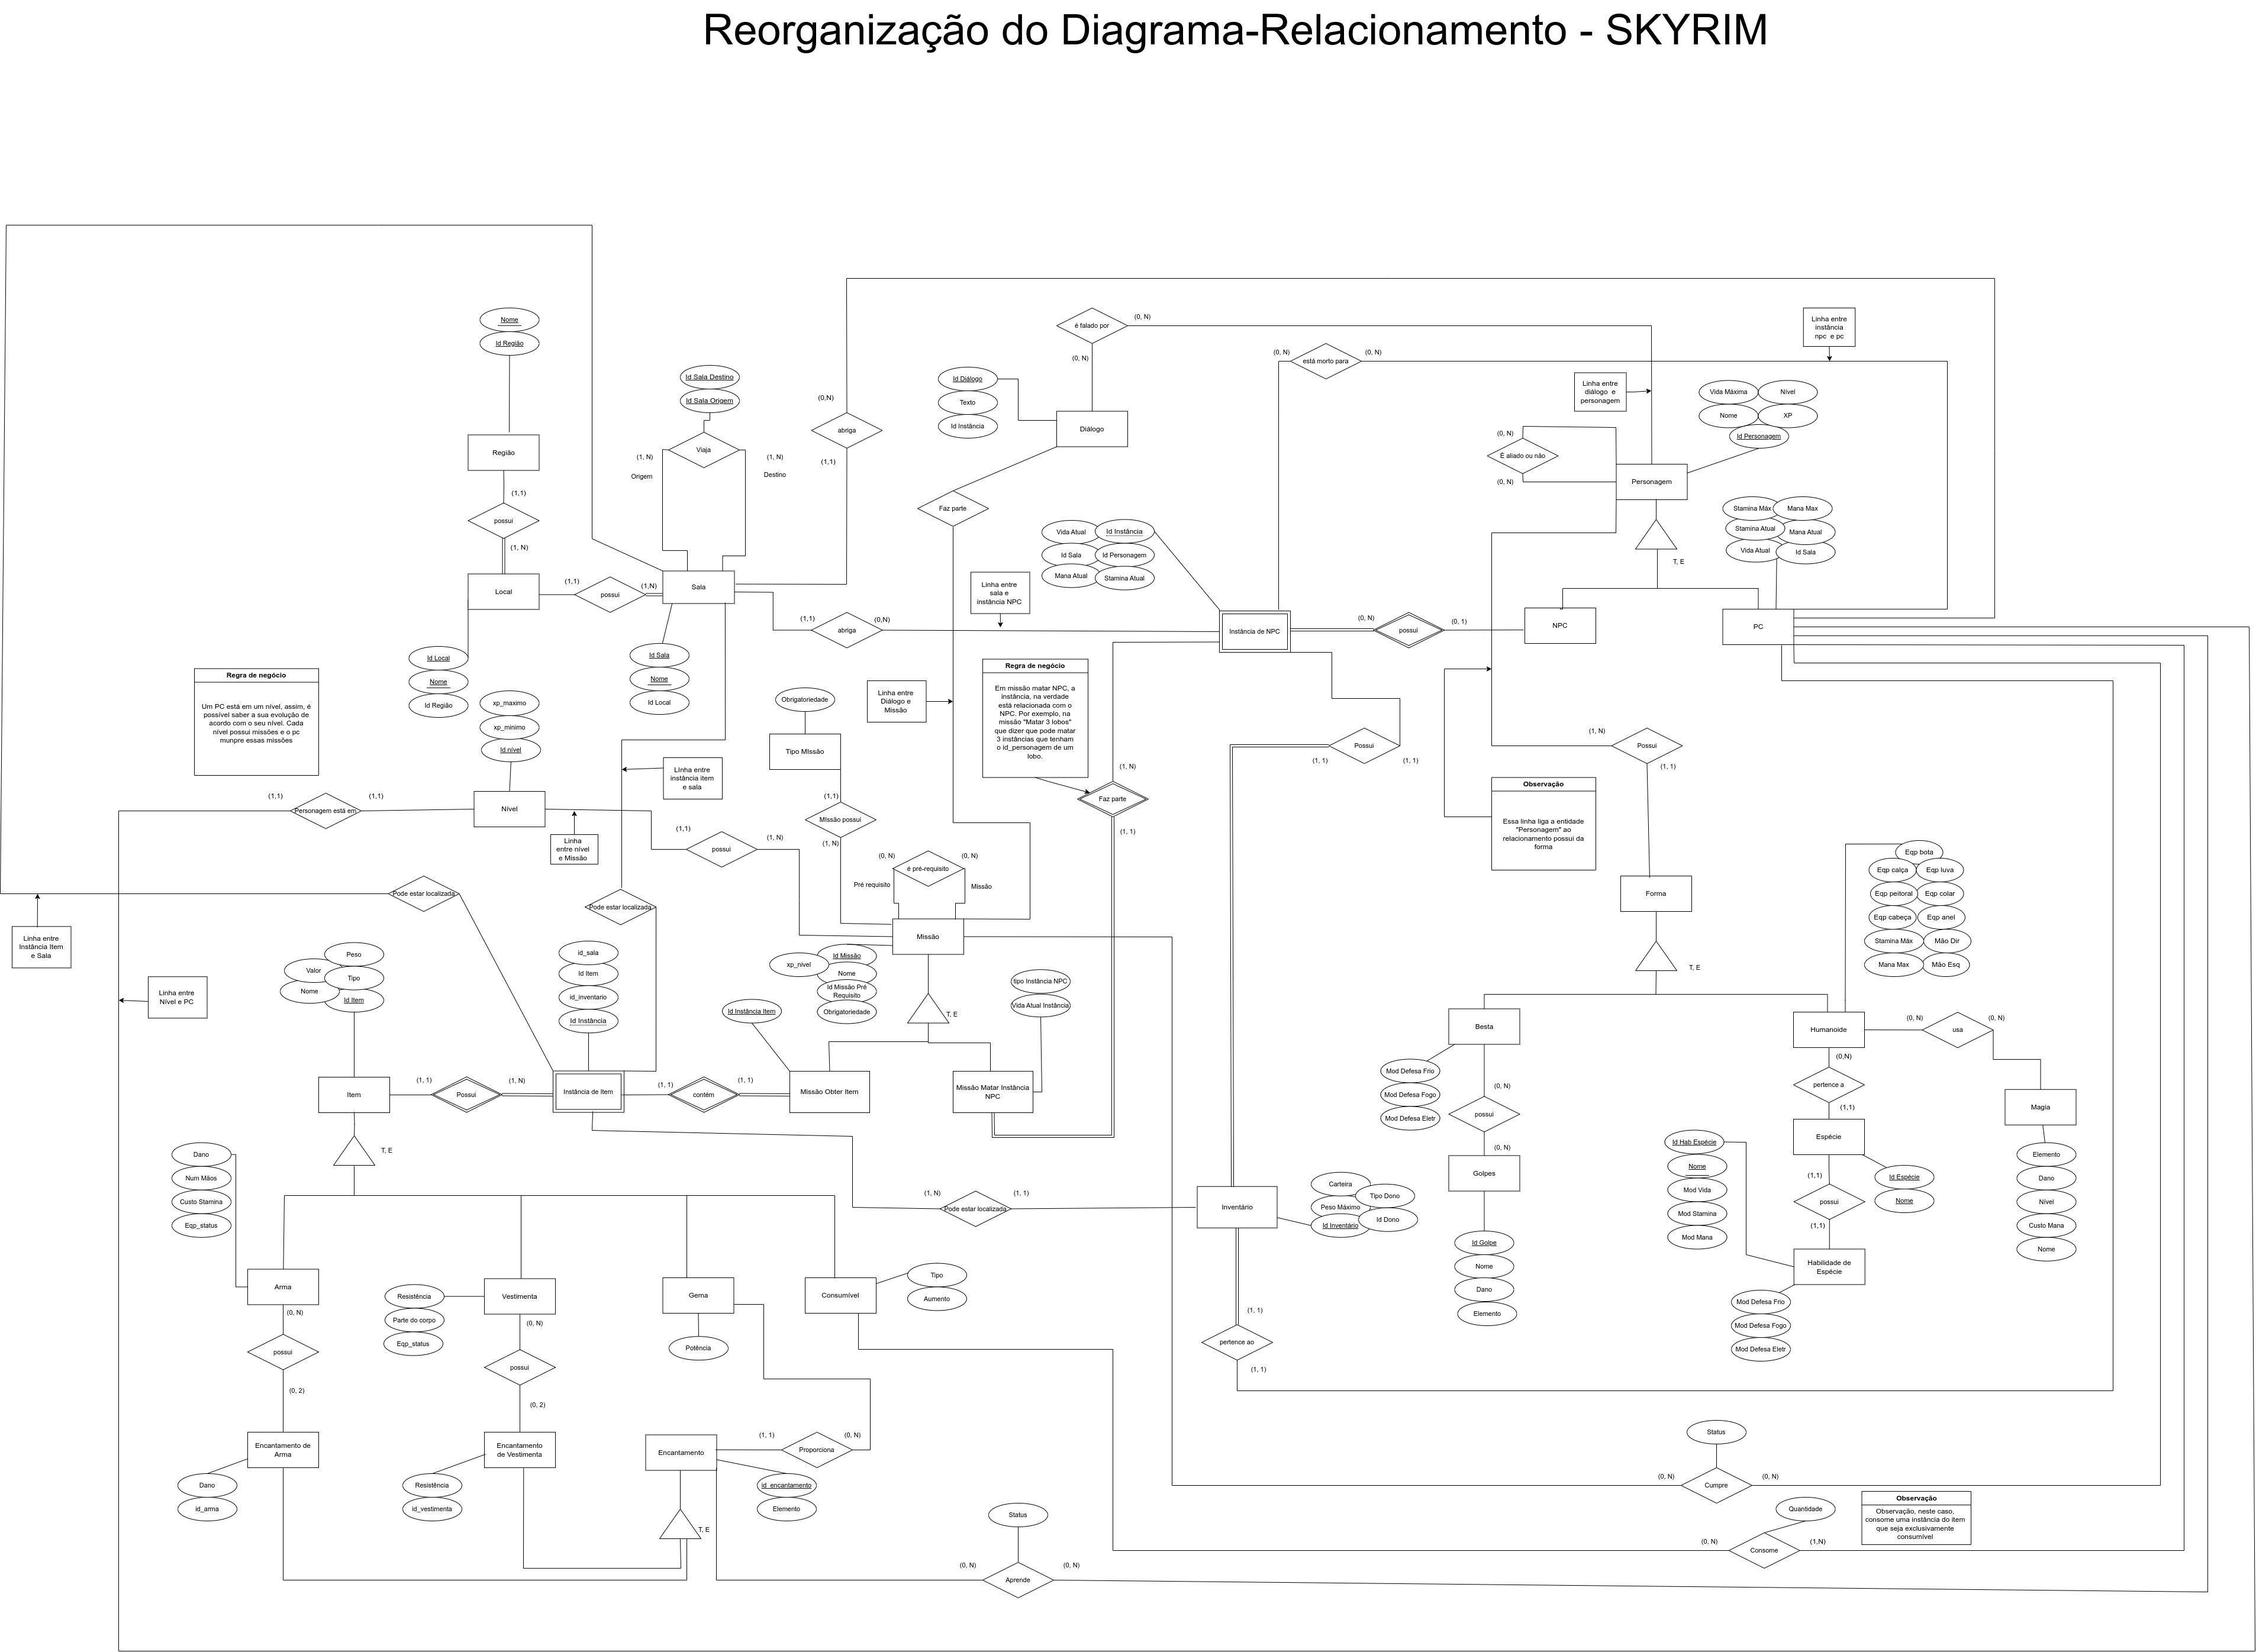 Reorganização do Diagrama-Relacionamento - SKYRIM
Nome
Id Região
Região
(1,1)
possui
(1, N)
Local
Id Local
Nome
Id Região
(1,1)
possui
(1,N)
Id Sala Destino
Id Sala Origem
Viaja
(1, N)
Origem
(1, N)
Destino
Sala
Id Sala
Nome
Id Local
(0,N)
abriga
(1,1)
(1,1)
abriga
(0,N)
Linha entre
sala e
instância NPC
é falado por
(0, N)
(0, N)
Id Diálogo
Texto
Id Instância
Diálogo
Faz parte
(0, N)
está morto para
(0, N)
Linha entre
instância
npc e pc
Linha entre
diálogo e
personagem
Vida Máxima
Nível
Nome
XP
Id Personagem
(0, N)
É aliado ou não
(0, N)
Personagem
T, E
Stamina Máx
Mana Max
Stamina Atual
Mana Atual
Vida Atual
Id Sala
Vida Atual
Id Instância
Id Sala
Id Personagem
Mana Atual
Stamina Atual
Instância de NPC
(0, N)
possui
(0, 1)
NPC
PC
Regra de negócio
Um PC está em um nível, assim, é
possível saber a sua evolução de
acordo com o seu nível. Cada
nível possui missões e o pc
munpre essas missões
xp_maximo
xp_minimo
Id nível
Nível
(1,1)
Personagem está em
(1,1)
Linha
entre nível
e Missão
LInha entre
instância item
e sala
Obrigatoriedade
Tipo MIssão
(1,1)
MIssão possui
(1, N)
Linha entre
Diálogo e
Missão
Regra de negócio
Em missão matar NPC, a
instância, na verdade
está relacionada com o
NPC. Por exemplo, na
missão "Matar 3 lobos"
que dizer que pode matar
3 instâncias que tenham
o id_personagem de um
lobo.
(1, N)
Faz parte
(1, 1)
(1, 1)
Possui
(1, 1)
(1, N)
Possui
(1, 1)
Observação
Essa linha liga a entidade
"Personagem" ao
relacionamento possui da
forma
(1,1)
possui
(1, N)
(0, N)
é pré-requisito
(0, N)
Pré requisito
Missão
Missão
xp_nivel
Id Missão
Nome
Id Missão Pré
Requisito
Obrigatoriedade
T, E
tipo Instância NPC
Vida Atual Instância
Id Instância Item
Missão Obter Item
Missão Matar Instância
NPC
Pode estar localizada
Pode estar localizada
Linha entre
Instância Item
e Sala
Linha entre
Nível e PC
Peso
Valor
Tipo
Nome
Id Item
Item
(1, 1)
Possui
(1, N)
id_sala
Id Item
id_inventario
Id Instância
Instância de Item
(1, 1)
contém
(1, 1)
T, E
Dano
Num Mãos
Custo Stamina
Eqp_status
Arma
(0, N)
possui
(0, 2)
Encantamento de
Arma
Dano
id_arma
Resistência
Parte do corpo
Eqp_status
Vestimenta
(0, N)
possui
(0, 2)
Encantamento
de Vestimenta
Resistência
id_vestimenta
Gema
Potência
Consumível
Tipo
Aumento
Encantamento
(1, 1)
Proporciona
(0, N)
id_encantamento
Elemento
T, E
(1, N)
Pode estar localizada
(1, 1)
Inventário
Carteira
Peso Máximo
Tipo Dono
Id Inventário
Id Dono
(1, 1)
pertence ao
(1, 1)
Forma
T, E
Besta
Mod Defesa Frio
Mod Defesa Fogo
Mod Defesa Eletr
(0, N)
possui
(0, N)
Golpes
Id Golpe
Nome
Dano
Elemento
Eqp bota
Eqp calça
Eqp luva
Eqp peitoral
Eqp colar
Eqp cabeça
Eqp anel
Stamina Máx
Mão Dir
Mana Max
Mão Esq
Humanoide
(0, N)
usa
(0, N)
Magia
Elemento
Dano
Nível
Custo Mana
Nome
(0,N)
pertence a
(1,1)
Espécie
Id Espécie
Nome
(1,1)
possui
(1,1)
Id Hab Espécie
Nome
Mod Vida
Mod Stamina
Mod Mana
Habilidade de
Espécie
Mod Defesa Frio
Mod Defesa Fogo
Mod Defesa Eletr
Status
(0, N)
Cumpre
(0, N)
Quantidade
(0, N)
Consome
(1,N)
Observação
Observação, neste caso,
consome uma instância do item
que seja exclusivamente
consumível
Status
(0, N)
Aprende
(0, N)